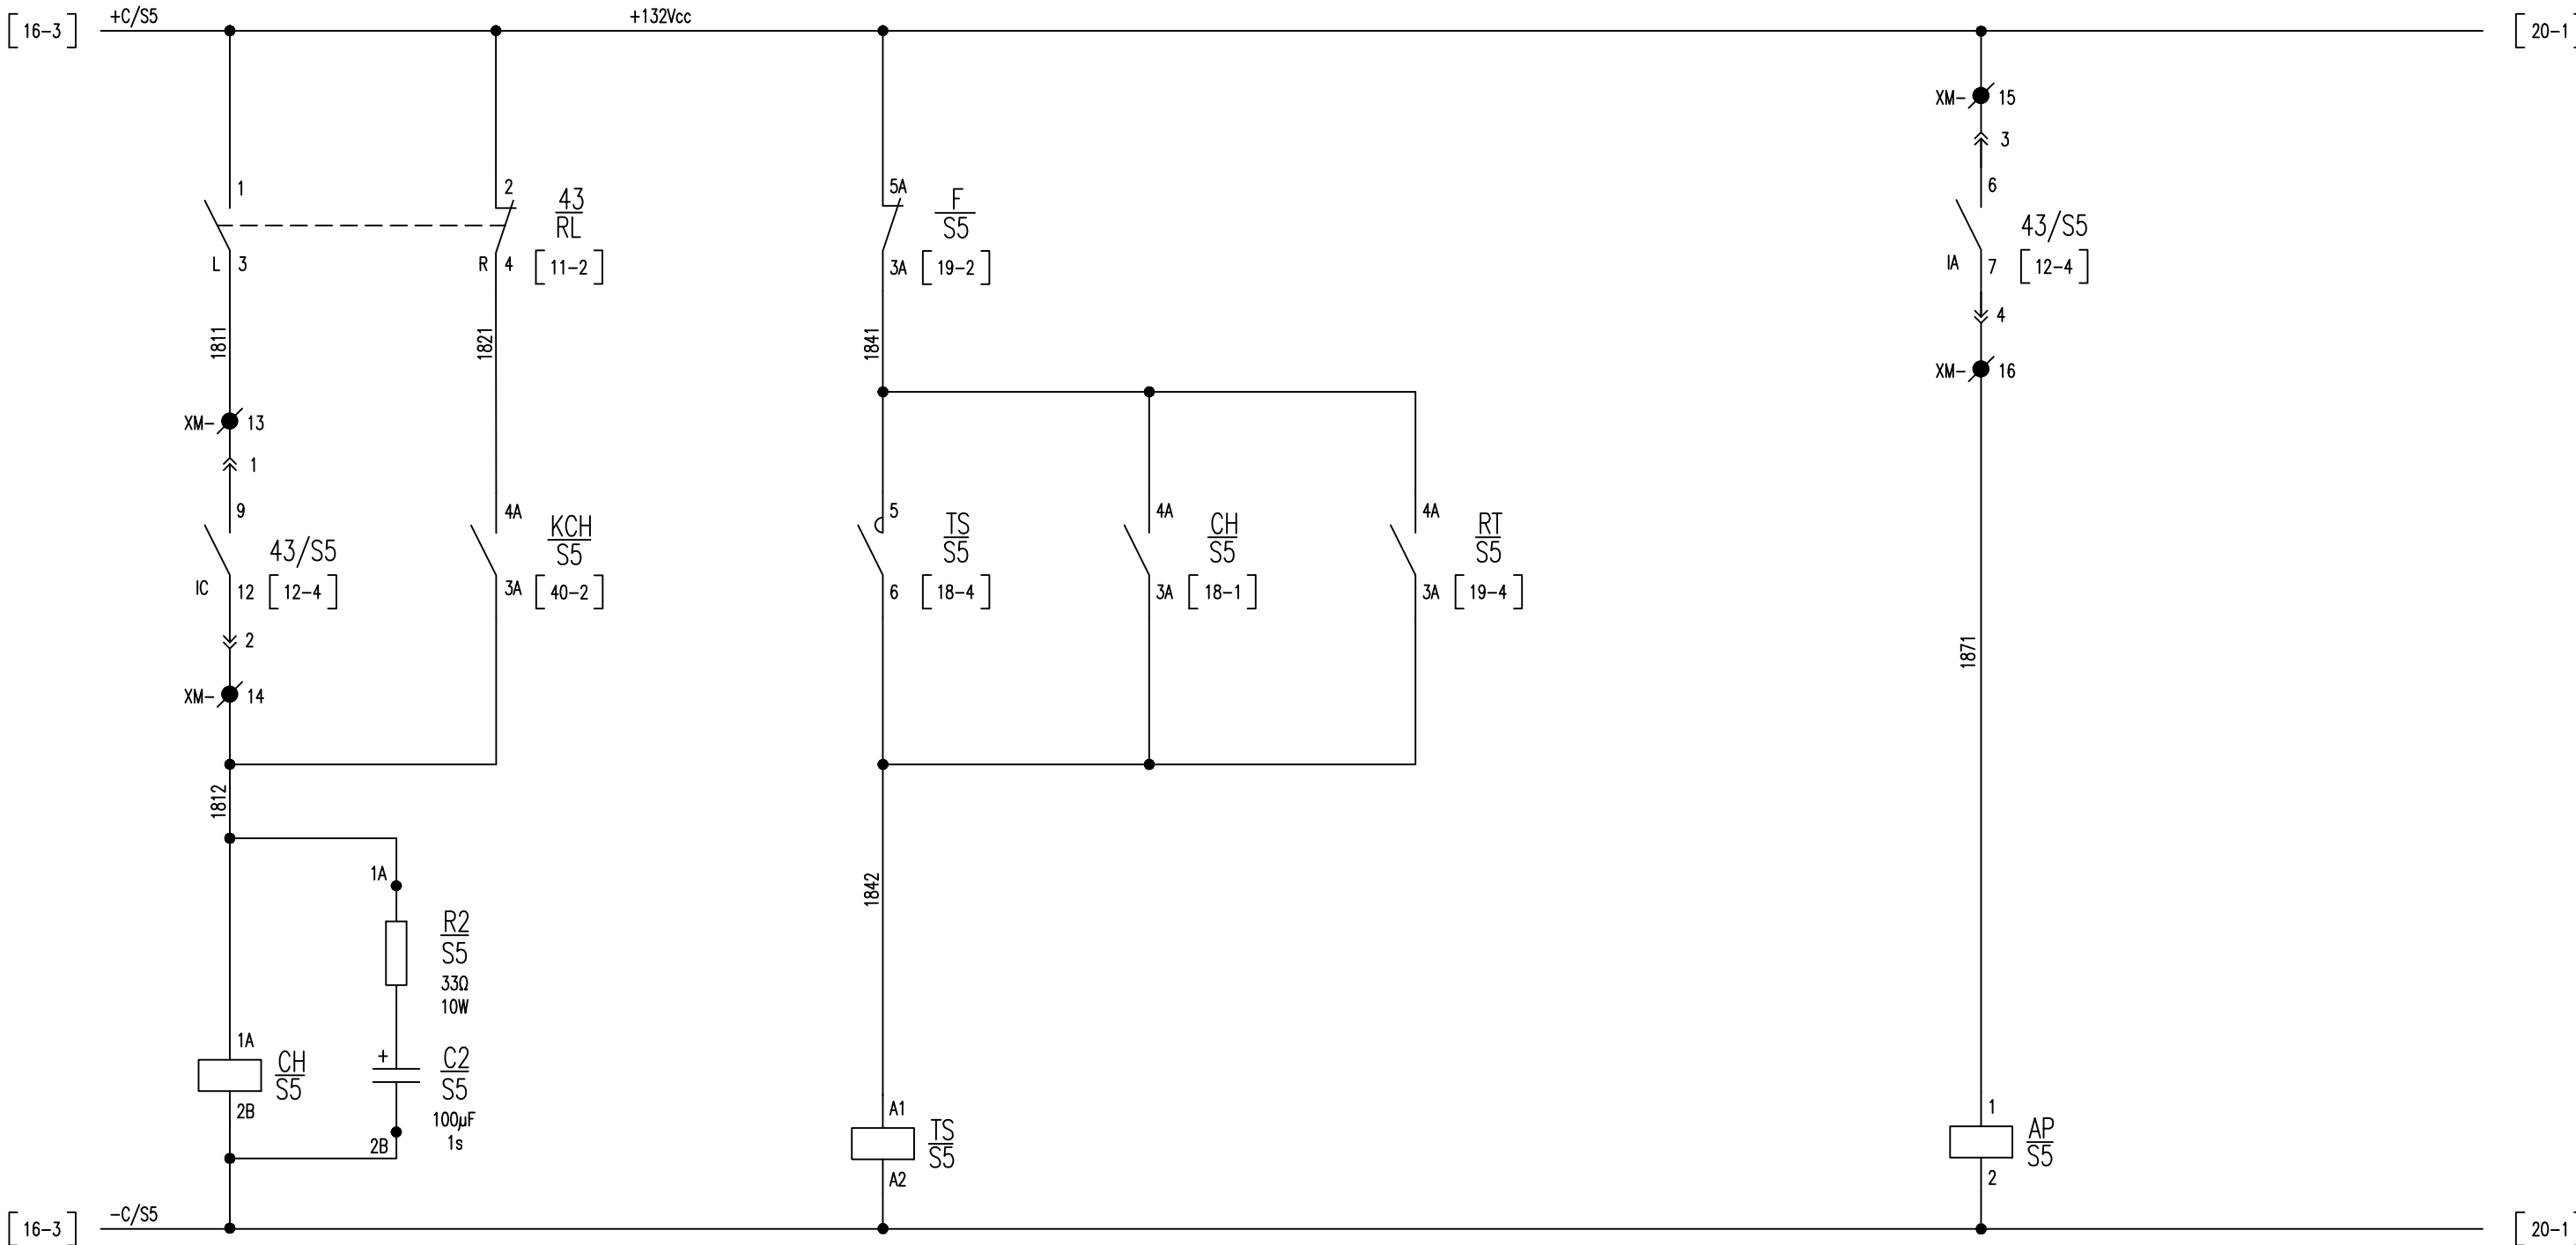 +C/S5
+132Vcc
16-3
20-1
XM- 15
3
1
2
43
RL
5A
F
S5
6
43/S5
L 3
R 4
11-2
3A
19-2
IA 7
12-4
1811
1821
1841
4
XM- 16
XM- 13
1
9
4A
KCH
S5
5
TS
S5
4A
CH
S5
4A
RT
S5
43/S5
IC 12
12-4
3A
40-2
6
18-4
3A
18-1
3A
19-4
2
1871
XM- 14
1812
1A
1842
R2
S5
33Ω
10W
1A
CH
S5
2B
+
C2
S5
100µF
1s
2B
A1
TS
S5
A2
1
AP
S5
2
-C/S5
16-3
20-1